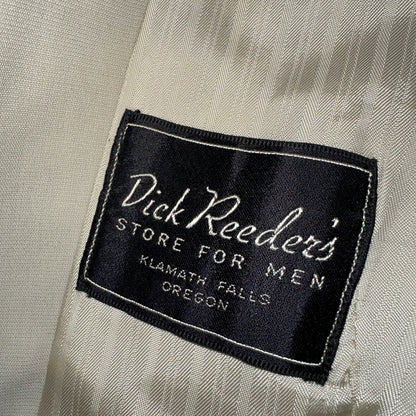 Dick Reeder's
STORE FOR MEN
KLAMATH FALLS
OREGON